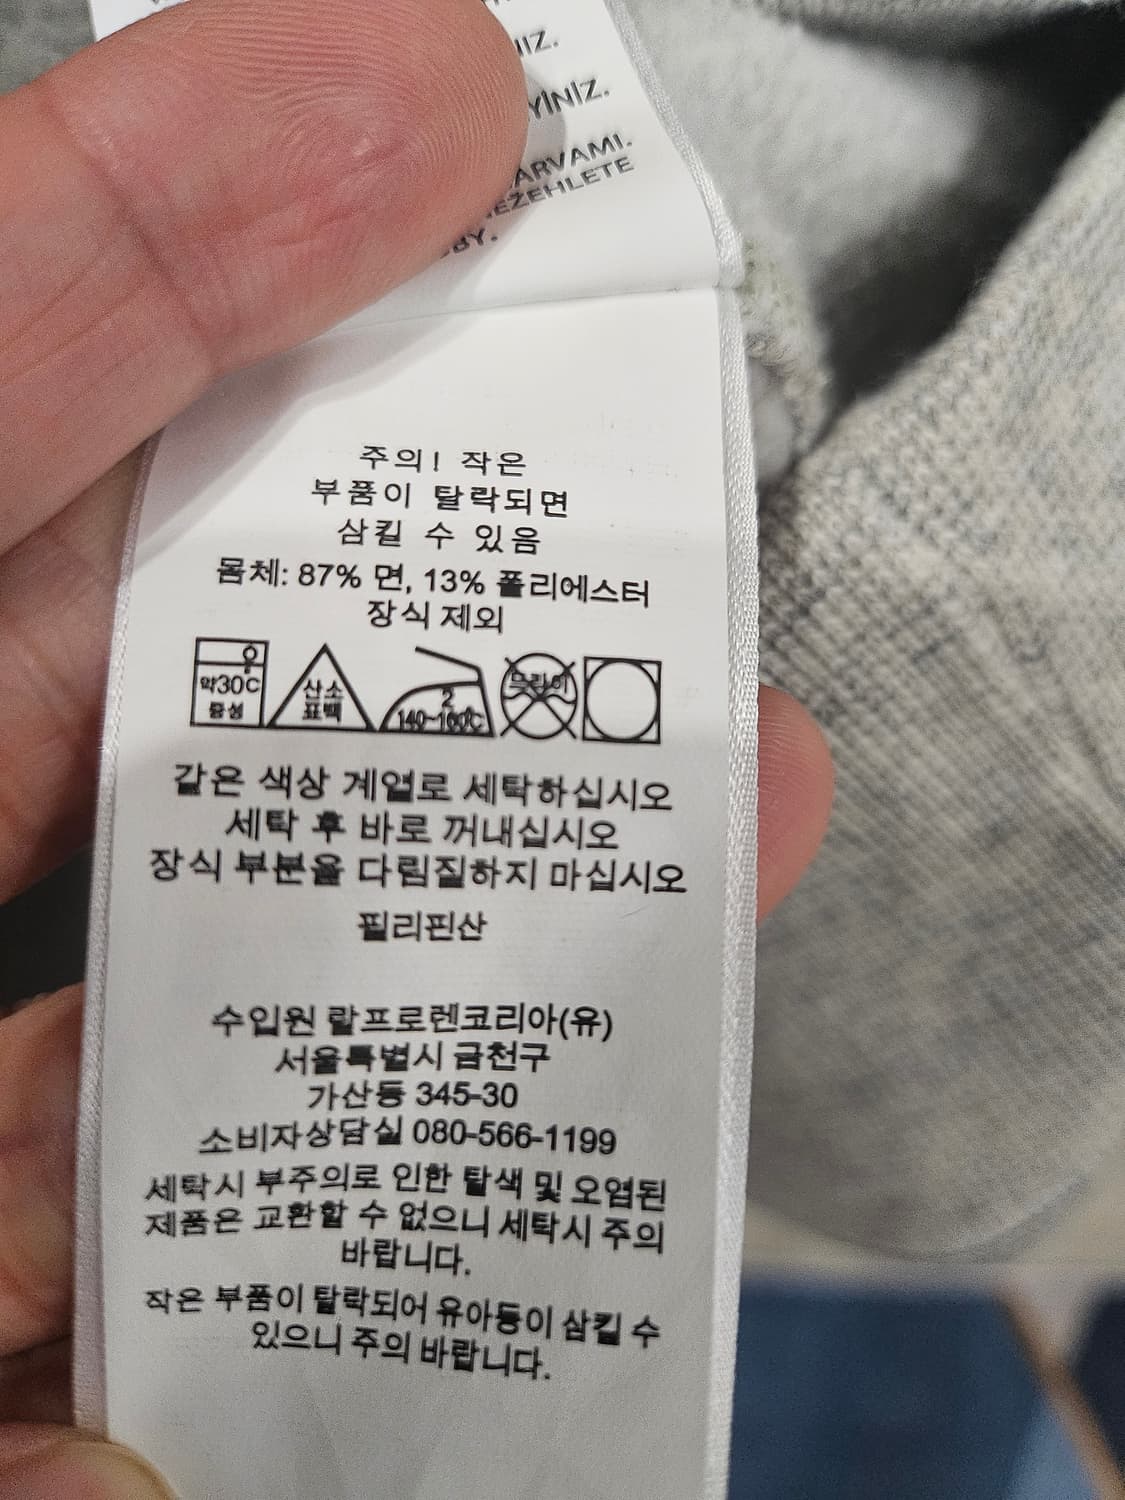 YİNİZ.
ARVAMI.
주의! 작은
부품이 탈락되면
삼킬 수 있음
몸체: 87% 면, 13% 폴리에스터
장식 제외
약30℃
중성
산소
표백
2
140~160℃
드라이
같은 색상 계열로 세탁하십시오
세탁 후 바로 꺼내십시오
장식 부분을 다림질하지 마십시오
필리핀산
수입원 랄프로렌코리아(유)
서울특별시 금천구
가산동 345-30
소비자상담실 080-566-1199
세탁시 부주의로 인한 탈색 및 오염된
제품은 교환할 수 없으니 세탁시 주의
바랍니다.
작은 부품이 탈락되어 유아등이 삼킬 수
있으니 주의 바랍니다.